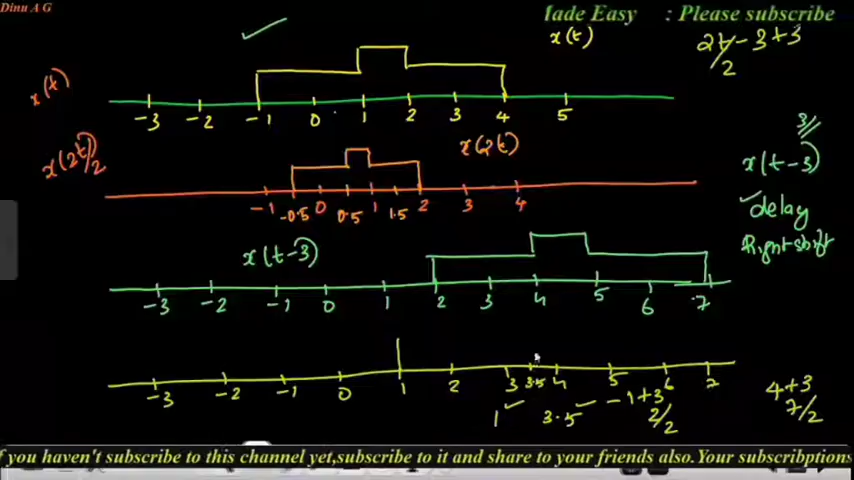 Dinu A G
Made Easy : Please subscribe
x(t)
2t - 3 + 3
2
x(t)
-3 -2 -1 0 1 2 3 4 5
x(2t)/2
x(2t)
-1 -0.5 0 0.5 1 1.5 2 3 4
3
x(t-3)
delay
Right shift
x(t-3)
-3 -2 -1 0 1 2 3 4 5 6 7
-3 -2 -1 0 1 2 3 3.5 4 5 6 7
1 3.5 -1+3
2/2
4+3
7/2
f you haven't subscribe to this channel yet,subscribe to it and share to your friends also.Your subscribptions